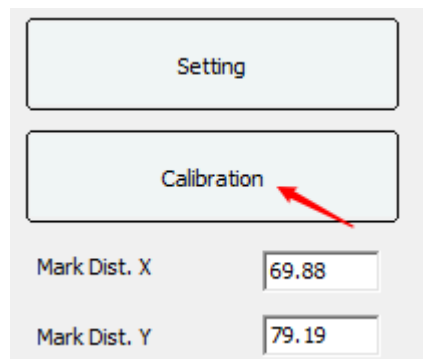 Setting
Calibration
Mark Dist. X 69.88
Mark Dist. Y 79.19